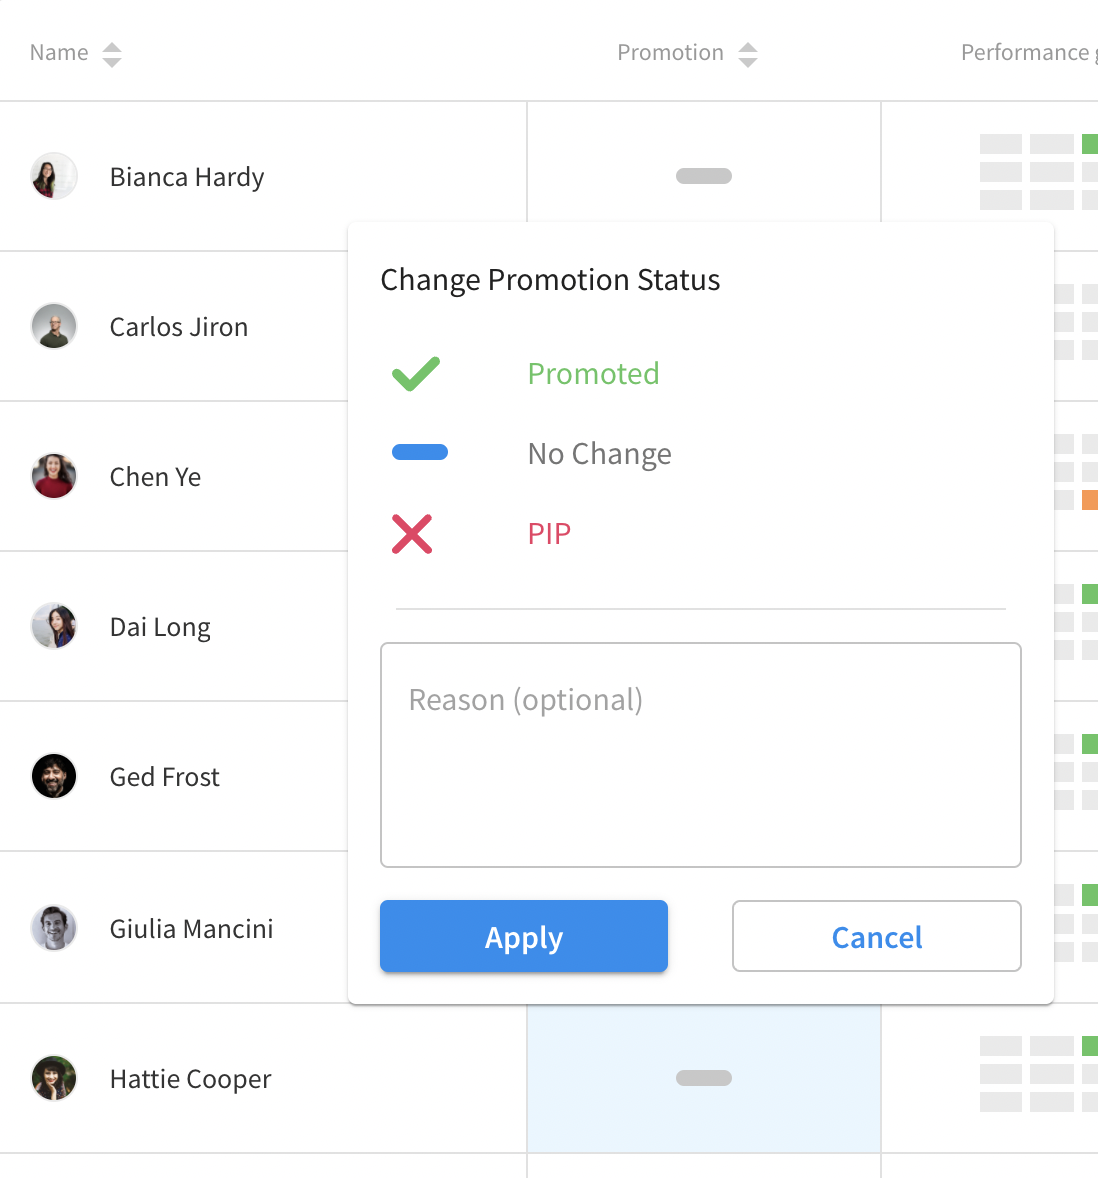 Name
Promotion
Performance
Bianca Hardy
Change Promotion Status
Carlos Jiron
Promoted
No Change
Chen Ye
PIP
Dai Long
Reason (optional)
Ged Frost
Giulia Mancini
Apply
Cancel
Hattie Cooper